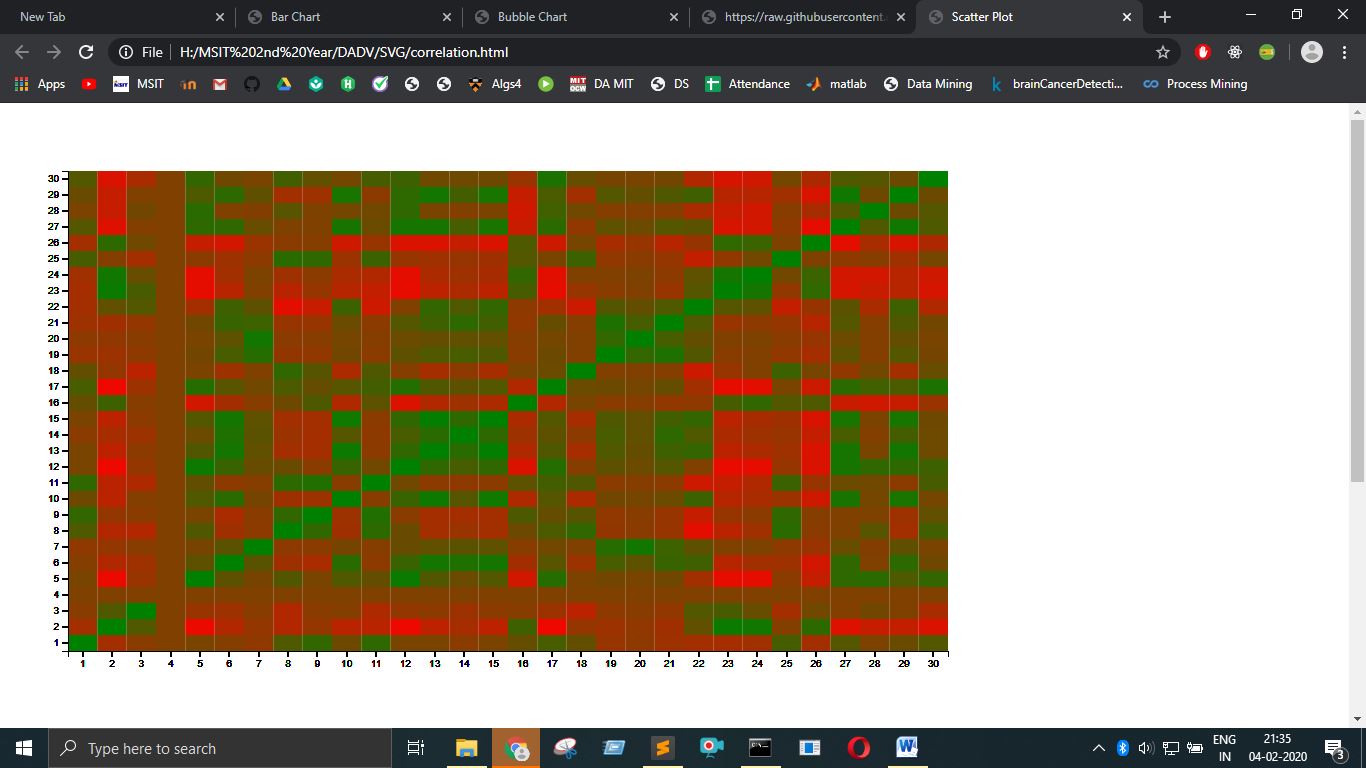 New Tab
Bar Chart
Bubble Chart
https://raw.githubusercontent.
Scatter Plot
File
H:/MSIT%202nd%20Year/DADV/SVG/correlation.html
Apps
MSIT
Algs4
MIT OCW
DA MIT
DS
Attendance
matlab
Data Mining
brainCancerDetecti...
Process Mining
30
29
28
27
26
25
24
23
22
21
20
19
18
17
16
15
14
13
12
11
10
9
8
7
6
5
4
3
2
1
1 2 3 4 5 6 7 8 9 10 11 12 13 14 15 16 17 18 19 20 21 22 23 24 25 26 27 28 29 30
Type here to search
ENG
IN
21:35
04-02-2020
3